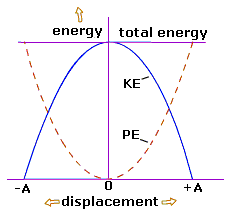 energy total energy
KE
PE
-A 0 +A
displacement